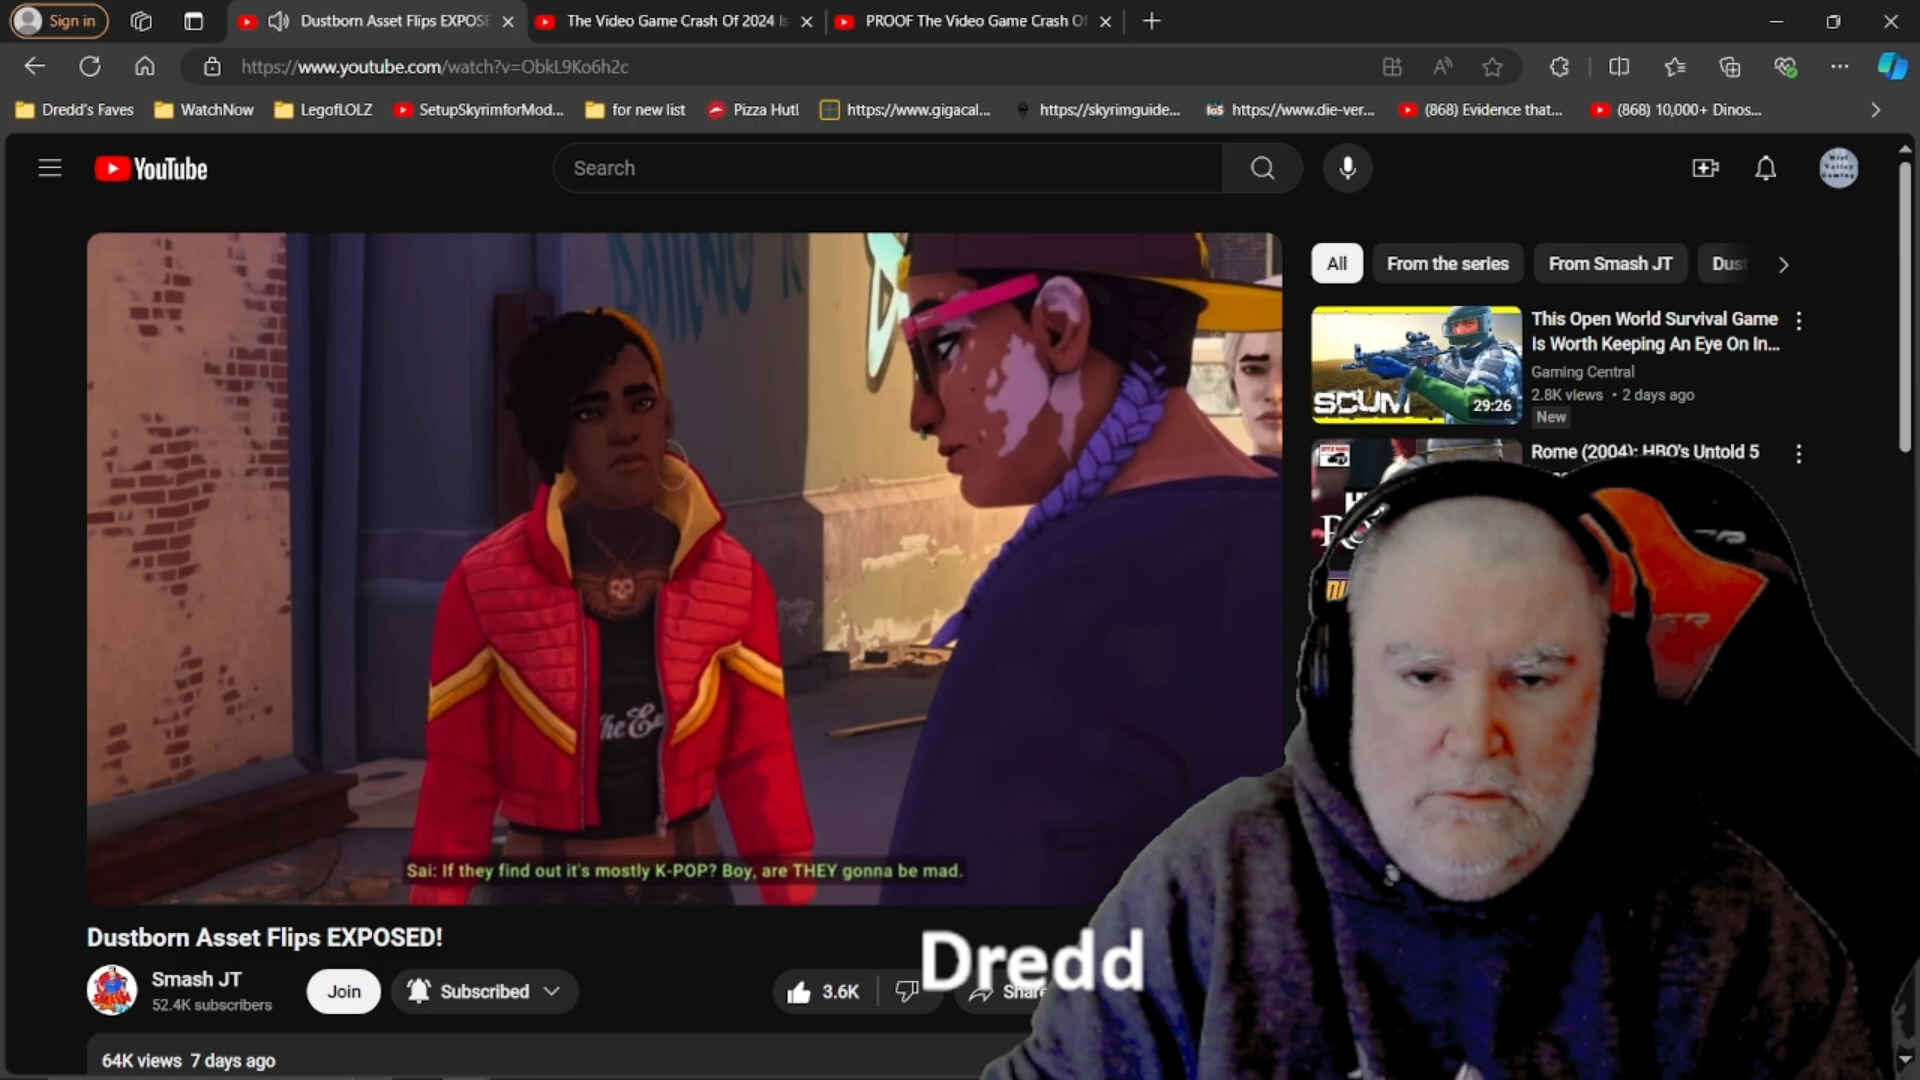 Sign in
Dustborn Asset Flips EXPOSE
The Video Game Crash Of 2024 Is
PROOF The Video Game Crash Of
https://www.youtube.com/watch?v=ObkL9Ko6h2c
Dredd's Faves
WatchNow
LegofLOLZ
SetupSkyrimforMod...
for new list
Pizza Hut!
https://www.gigacal...
https://skyrimguide...
https://www.die-ver...
(868) Evidence that...
(868) 10,000+ Dinos...
YouTube
Search
All
From the series
From Smash JT
Dust
This Open World Survival Game
Is Worth Keeping An Eye On In...
Gaming Central
2.8K views • 2 days ago
New
SCUM
29:26
Rome (2004): HBO's Untold 5
The
Sai: If they find out it's mostly K-POP? Boy, are THEY gonna be mad.
Dustborn Asset Flips EXPOSED!
Smash JT
52.4K subscribers
Join
Subscribed
3.6K
Share
Dredd
64K views 7 days ago